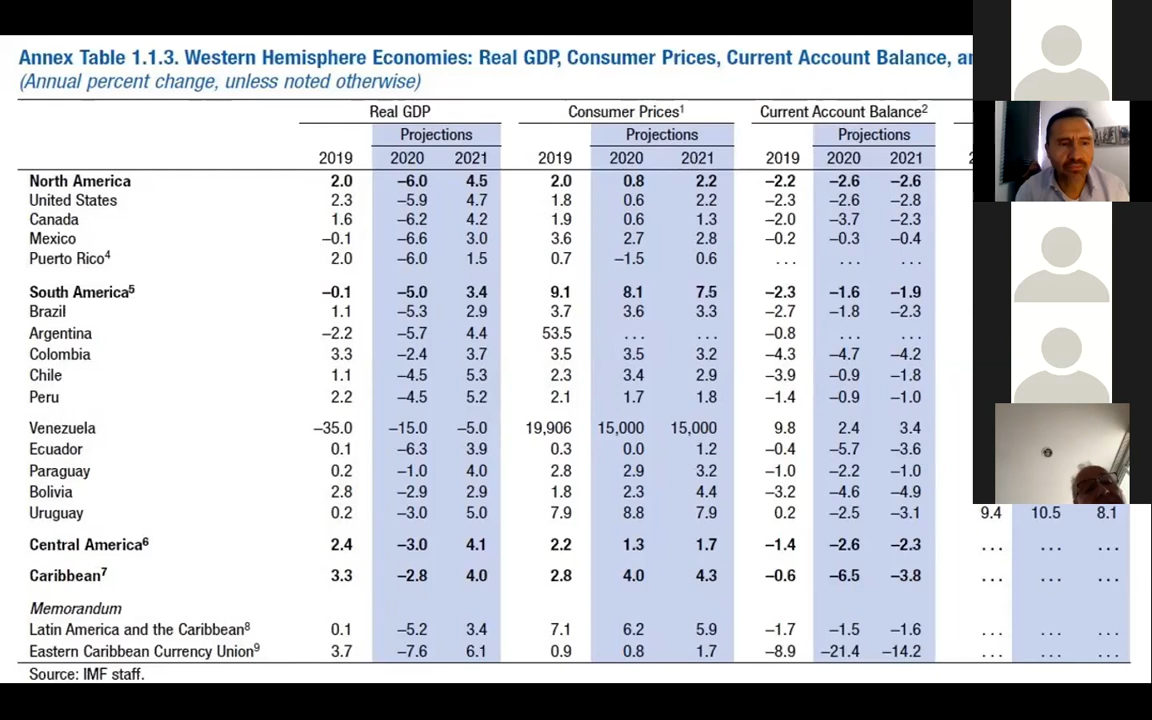 Annex Table 1.1.3. Western Hemisphere Economies: Real GDP, Consumer Prices, Current Account Balance,
(Annual percent change, unless noted otherwise)
Real GDP Consumer Prices¹ Current Account Balance²
Projections Projections Projections
2019 2020 2021 2019 2020 2021 2019 2020 2021
North America 2.0 –6.0 4.5 2.0 0.8 2.2 –2.2 –2.6 –2.6
United States 2.3 –5.9 4.7 1.8 0.6 2.2 –2.3 –2.6 –2.8
Canada 1.6 –6.2 4.2 1.9 0.6 1.3 –2.0 –3.7 –2.3
Mexico –0.1 –6.6 3.0 3.6 2.7 2.8 –0.2 –0.3 –0.4
Puerto Rico⁴ 2.0 –6.0 1.5 0.7 –1.5 0.6 . . . . . . . . .
South America⁵ –0.1 –5.0 3.4 9.1 8.1 7.5 –2.3 –1.6 –1.9
Brazil 1.1 –5.3 2.9 3.7 3.6 3.3 –2.7 –1.8 –2.3
Argentina –2.2 –5.7 4.4 53.5 . . . . . . –0.8 . . . . . .
Colombia 3.3 –2.4 3.7 3.5 3.5 3.2 –4.3 –4.7 –4.2
Chile 1.1 –4.5 5.3 2.3 3.4 2.9 –3.9 –0.9 –1.8
Peru 2.2 –4.5 5.2 2.1 1.7 1.8 –1.4 –0.9 –1.0
Venezuela –35.0 –15.0 –5.0 19,906 15,000 15,000 9.8 2.4 3.4
Ecuador 0.1 –6.3 3.9 0.3 0.0 1.2 –0.4 –5.7 –3.6
Paraguay 0.2 –1.0 4.0 2.8 2.9 3.2 –1.0 –2.2 –1.0
Bolivia 2.8 –2.9 2.9 1.8 2.3 4.4 –3.2 –4.6 –4.9
Uruguay 0.2 –3.0 5.0 7.9 8.8 7.9 0.2 –2.5 –3.1 9.4 10.5 8.1
Central America⁶ 2.4 –3.0 4.1 2.2 1.3 1.7 –1.4 –2.6 –2.3 . . . . . . . . .
Caribbean⁷ 3.3 –2.8 4.0 2.8 4.0 4.3 –0.6 –6.5 –3.8 . . . . . . . . .
Memorandum
Latin America and the Caribbean⁸ 0.1 –5.2 3.4 7.1 6.2 5.9 –1.7 –1.5 –1.6 . . . . . . . . .
Eastern Caribbean Currency Union⁹ 3.7 –7.6 6.1 0.9 0.8 1.7 –8.9 –21.4 –14.2 . . . . . . . . .
Source: IMF staff.